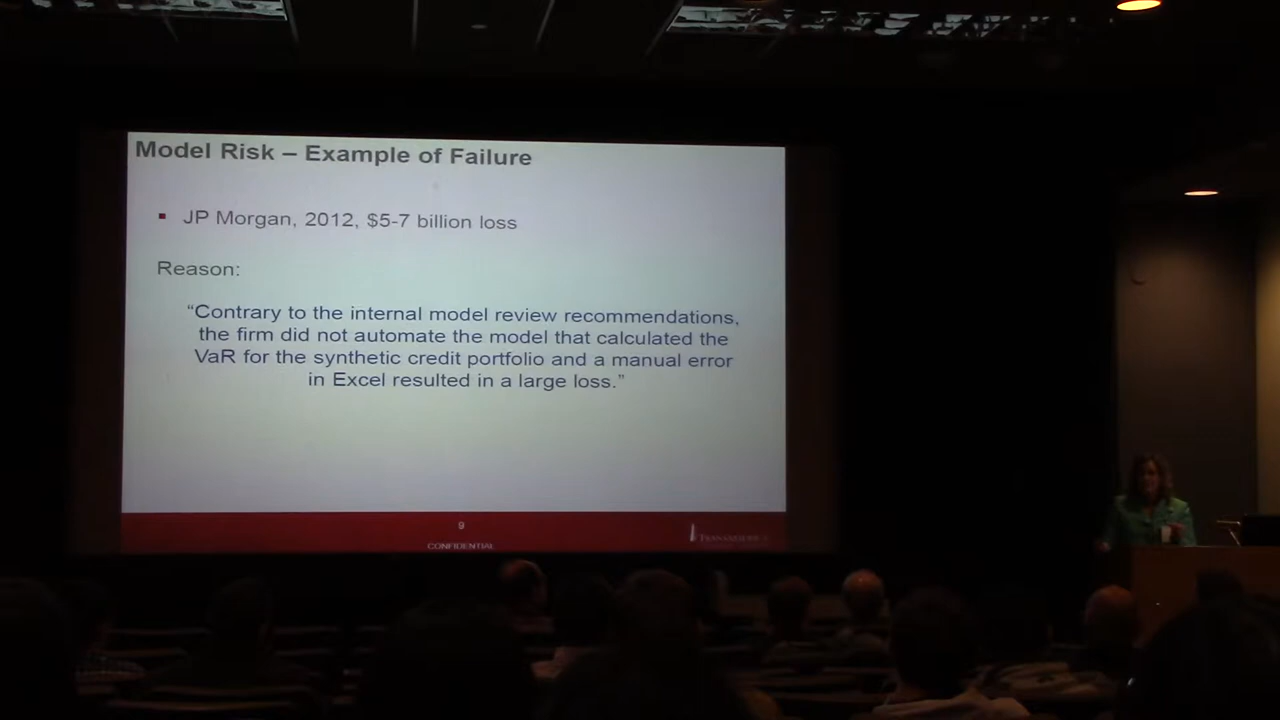 Model Risk – Example of Failure
▪ JP Morgan, 2012, $5-7 billion loss
Reason:
“Contrary to the internal model review recommendations,
the firm did not automate the model that calculated the
VaR for the synthetic credit portfolio and a manual error
in Excel resulted in a large loss.”
9
CONFIDENTIAL